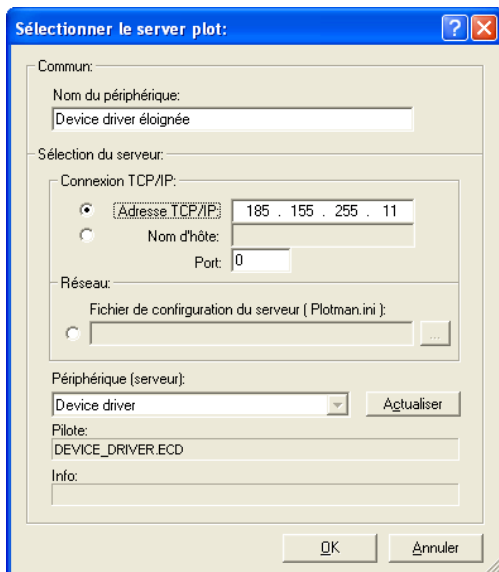 Sélectionner le server plot:
Commun:
Nom du périphérique:
Device driver éloignée
Sélection du serveur:
Connexion TCP/IP:
Adresse TCP/IP: 185 . 155 . 255 . 11
Nom d'hôte:
Port: 0
Réseau:
Fichier de confirguration du serveur ( Plotman.ini ):
...
Périphérique (serveur):
Device driver Actualiser
Pilote:
DEVICE_DRIVER.ECD
Info:
OK Annuler